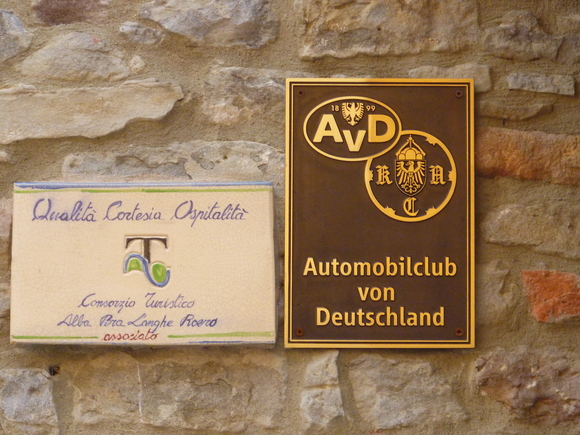 Qualità Cortesia Ospitalità
T
Consorzio Turistico
Alba Bra Langhe Roero
associato
18 99
AvD
K A C
Automobilclub
von
Deutschland